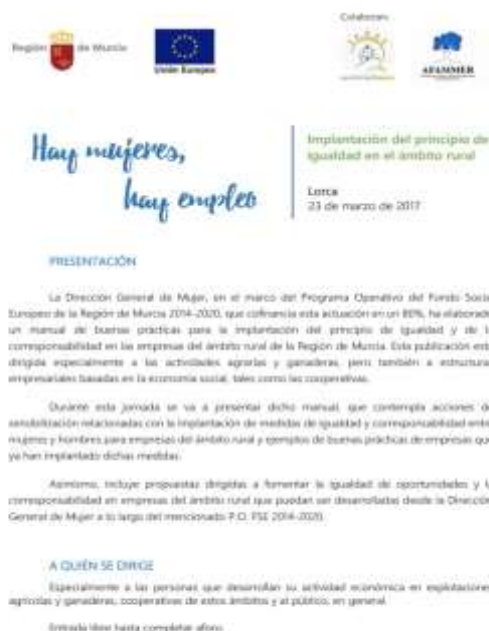 Colaboran:
Región de Murcia
Unión Europea
AFAMMER
Hay mujeres,
hay empleo
Implantación del principio de
igualdad en el ámbito rural
Lorca
23 de marzo de 2017
PRESENTACIÓN
La Dirección General de Mujer, en el marco del Programa Operativo del Fondo Socia
Europeo de la Región de Murcia 2014-2020, que cofinancia esta actuación en un 80%, ha elaborado
un manual de buenas prácticas para la implantación del principio de igualdad y de l
corresponsabilidad en las empresas del ámbito rural de la Región de Murcia. Esta publicación est
dirigida especialmente a las actividades agrarias y ganaderas, pero también a estructura
empresariales basadas en la economía social, tales como las cooperativas.
Durante esta jornada se va a presentar dicho manual, que contempla acciones d
sensibilización relacionadas con la implantación de medidas de igualdad y corresponsabilidad entr
mujeres y hombres para empresas del ámbito rural y ejemplos de buenas prácticas de empresas qu
ya han implantado dichas medidas.
Asimismo, incluye propuestas dirigidas a fomentar la igualdad de oportunidades y l
corresponsabilidad en empresas del ámbito rural que puedan ser desarrolladas desde la Dirección
General de Mujer a lo largo del mencionado P.O. FSE 2014-2020.
A QUIÉN SE DIRIGE
Especialmente a las personas que desarrollan su actividad económica en explotacione
agrícolas y ganaderas, cooperativas de estos ámbitos y al público, en general.
Entrada libre hasta completar aforo.